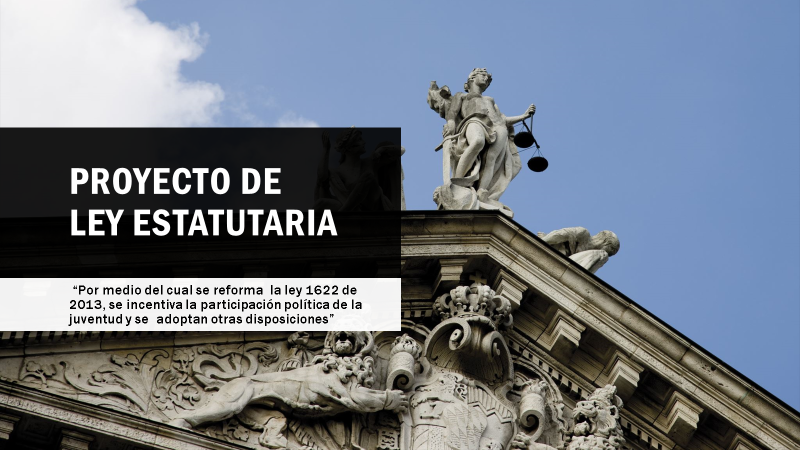 PROYECTO DE
LEY ESTATUTARIA
“Por medio del cual se reforma la ley 1622 de
2013, se incentiva la participación política de la
juventud y se adoptan otras disposiciones”